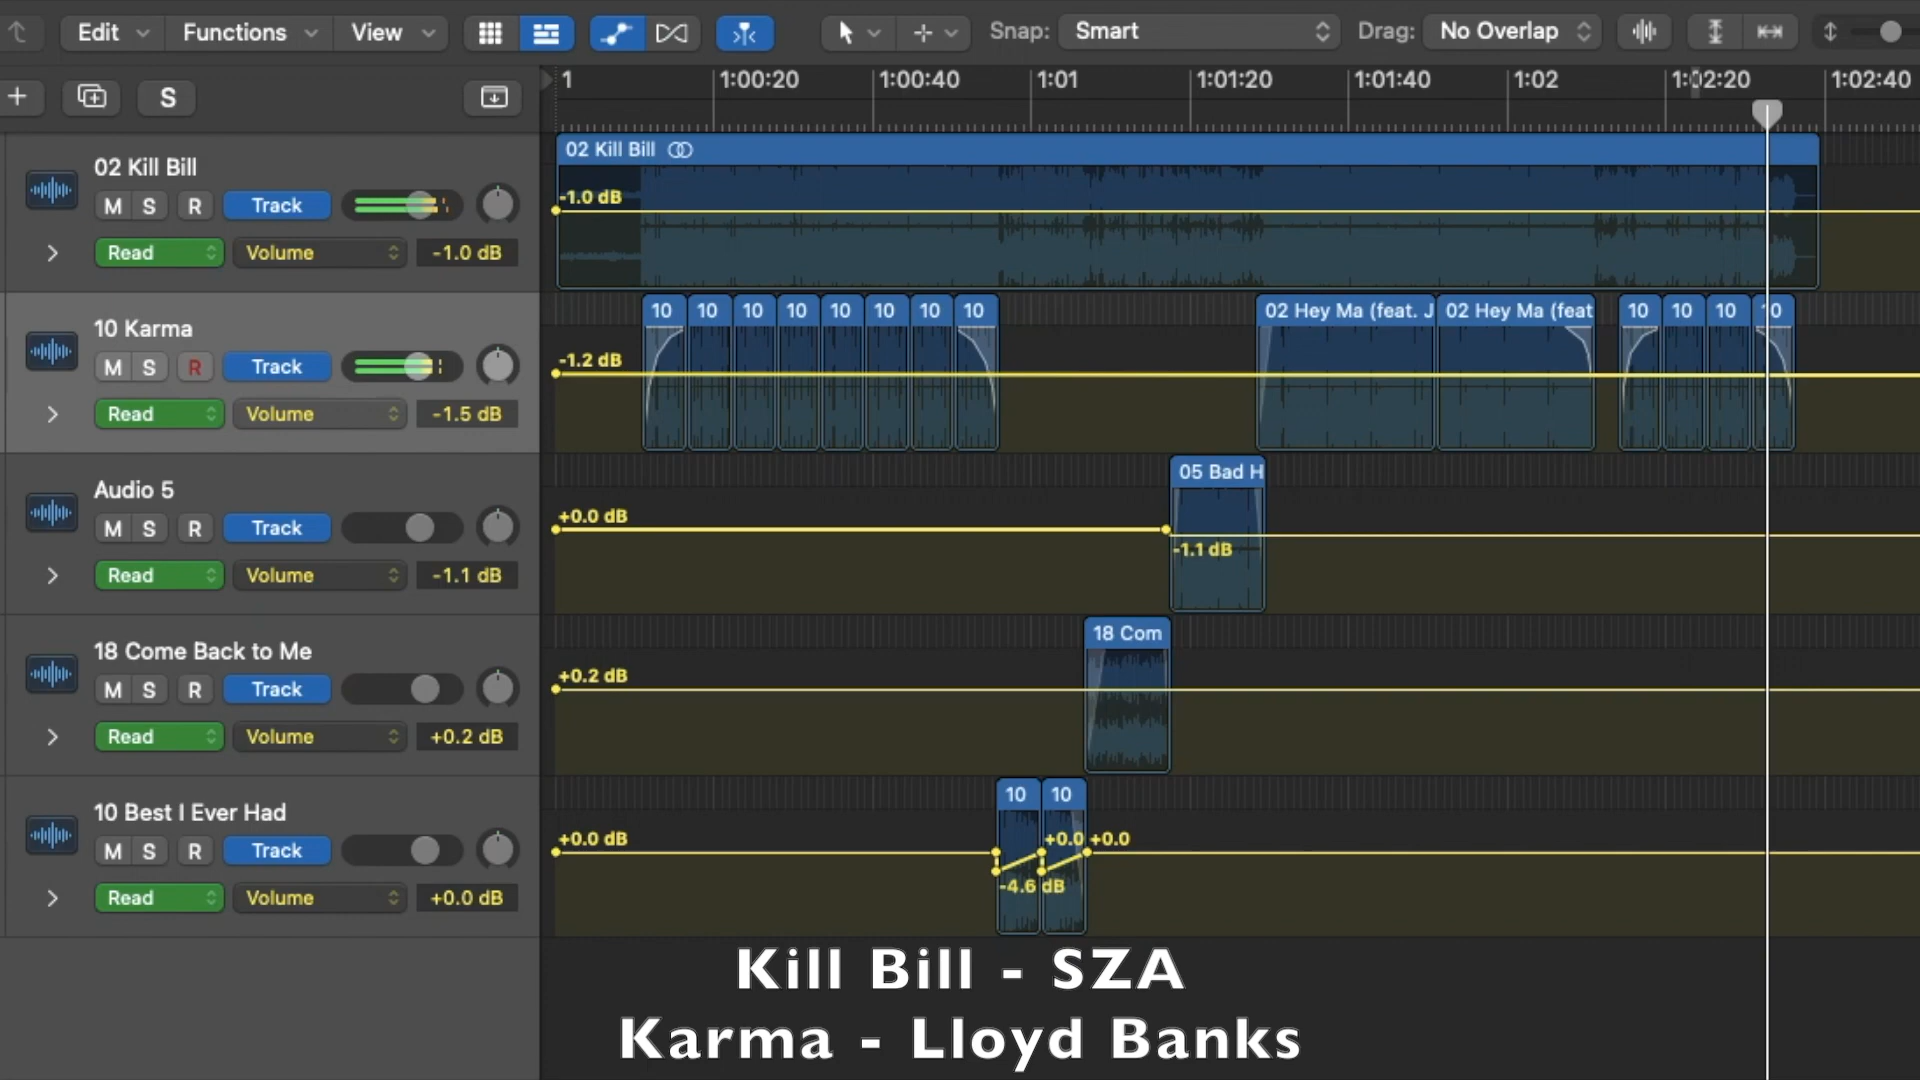 Edit Functions View Snap: Smart Drag: No Overlap
S
1 1:00:20 1:00:40 1:01 1:01:20 1:01:40 1:02 1:02:20 1:02:40
02 Kill Bill
M S R Track
Read Volume -1.0 dB
02 Kill Bill
-1.0 dB
10 Karma
M S R Track
Read Volume -1.5 dB
10 10 10 10 10 10 10 10 02 Hey Ma (feat. J 02 Hey Ma (feat 10 10 10 10
-1.2 dB
Audio 5
M S R Track
Read Volume -1.1 dB
05 Bad H
+0.0 dB
-1.1 dB
18 Come Back to Me
M S R Track
Read Volume +0.2 dB
18 Com
+0.2 dB
10 Best I Ever Had
M S R Track
Read Volume +0.0 dB
10 10
+0.0 dB +0.0 +0.0
-4.6 dB
Kill Bill - SZA
Karma - Lloyd Banks